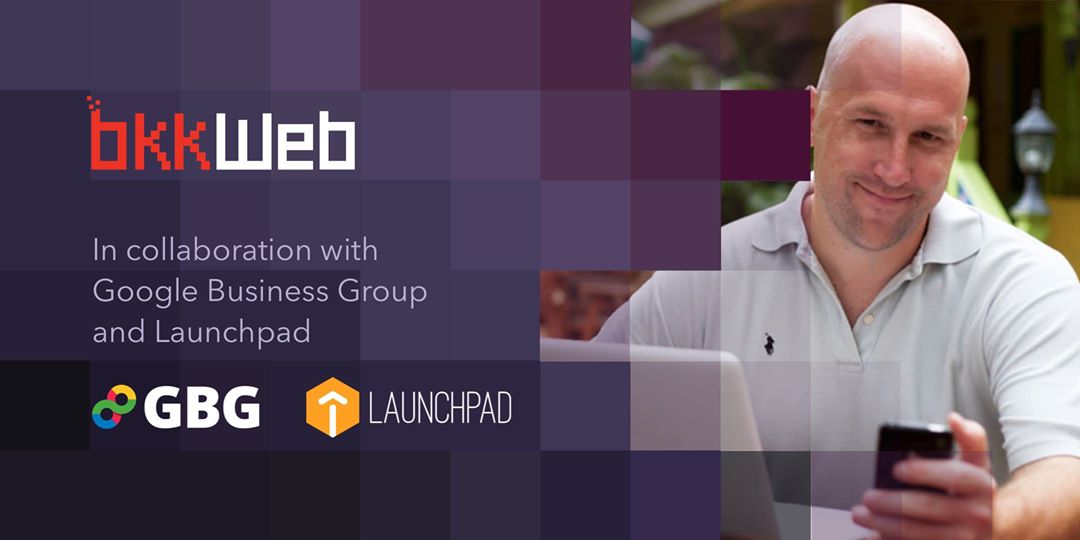 bkkWeb
In collaboration with
Google Business Group
and Launchpad
GBG
LAUNCHPAD